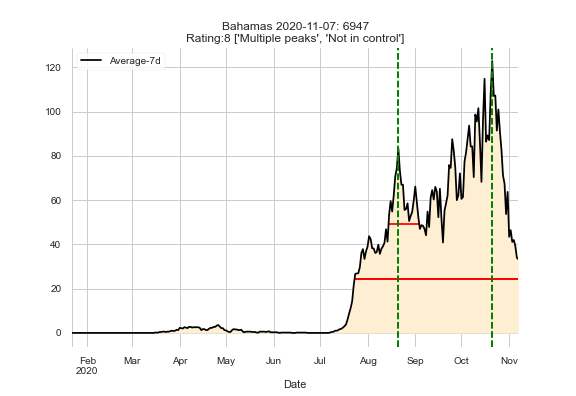 Bahamas 2020-11-07: 6947
Rating:8 ['Multiple peaks', 'Not in control']
Average-7d
120
100
80
60
40
20
0
Feb Mar Apr May Jun Jul Aug Sep Oct Nov
2020
Date